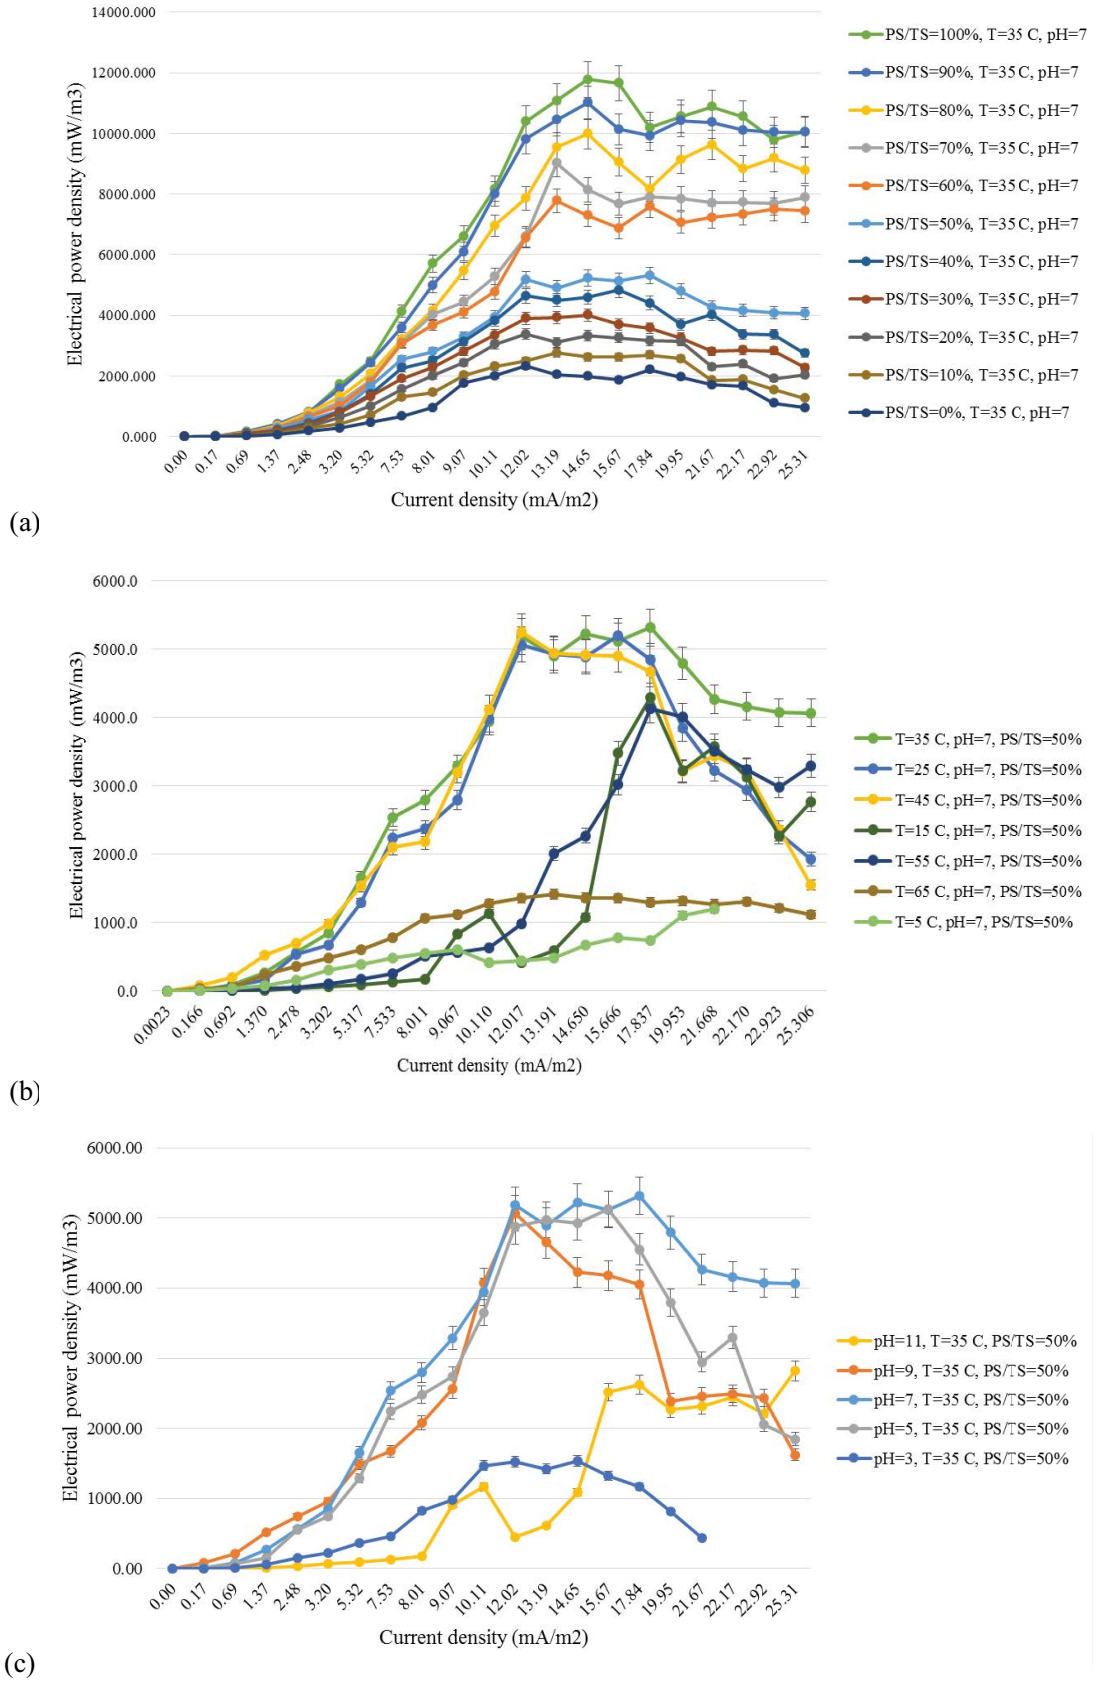 14000.000
12000.000
10000.000
8000.000
6000.000
4000.000
2000.000
0.000
Electrical power density (mW/m3)
0.00 0.17 0.69 1.37 2.48 3.20 5.32 7.53 8.01 9.07 10.11 12.02 13.19 14.65 15.67 17.84 19.95 21.67 22.17 22.92 25.31
Current density (mA/m2)
PS/TS=100%, T=35 C, pH=7
PS/TS=90%, T=35 C, pH=7
PS/TS=80%, T=35 C, pH=7
PS/TS=70%, T=35 C, pH=7
PS/TS=60%, T=35 C, pH=7
PS/TS=50%, T=35 C, pH=7
PS/TS=40%, T=35 C, pH=7
PS/TS=30%, T=35 C, pH=7
PS/TS=20%, T=35 C, pH=7
PS/TS=10%, T=35 C, pH=7
PS/TS=0%, T=35 C, pH=7
(a)
6000.0
5000.0
4000.0
3000.0
2000.0
1000.0
0.0
Electrical power density (mW/m3)
0.0023 0.166 0.692 1.370 2.478 3.202 5.317 7.533 8.011 9.067 10.110 12.017 13.191 14.650 15.666 17.837 19.953 21.668 22.170 22.923 25.306
Current density (mA/m2)
T=35 C, pH=7, PS/TS=50%
T=25 C, pH=7, PS/TS=50%
T=45 C, pH=7, PS/TS=50%
T=15 C, pH=7, PS/TS=50%
T=55 C, pH=7, PS/TS=50%
T=65 C, pH=7, PS/TS=50%
T=5 C, pH=7, PS/TS=50%
(b)
6000.00
5000.00
4000.00
3000.00
2000.00
1000.00
0.00
Electrical power density (mW/m3)
0.00 0.17 0.69 1.37 2.48 3.20 5.32 7.53 8.01 9.07 10.11 12.02 13.19 14.65 15.67 17.84 19.95 21.67 22.17 22.92 25.31
Current density (mA/m2)
pH=11, T=35 C, PS/TS=50%
pH=9, T=35 C, PS/TS=50%
pH=7, T=35 C, PS/TS=50%
pH=5, T=35 C, PS/TS=50%
pH=3, T=35 C, PS/TS=50%
(c)